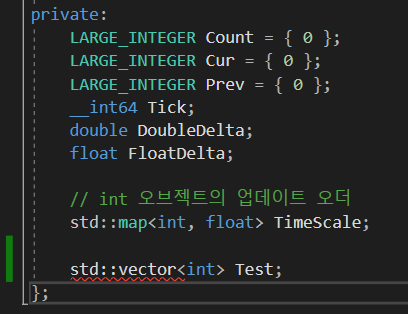 private:
LARGE_INTEGER Count = { 0 };
LARGE_INTEGER Cur = { 0 };
LARGE_INTEGER Prev = { 0 };
__int64 Tick;
double DoubleDelta;
float FloatDelta;
// int 오브젝트의 업데이트 오더
std::map<int, float> TimeScale;
std::vector<int> Test;
};